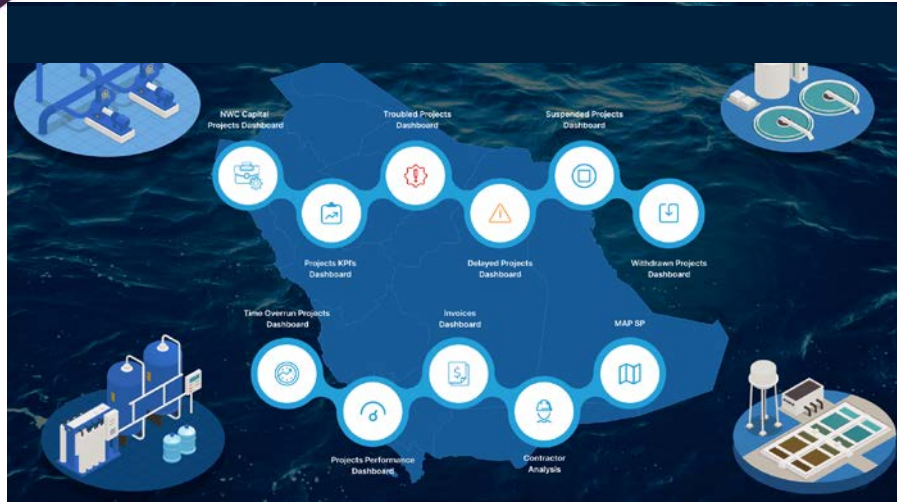 NWC Capital
Projects Dashboard
Troubled Projects
Dashboard
Suspended Projects
Dashboard
Projects KPI's
Dashboard
Delayed Projects
Dashboard
Withdrawn Projects
Dashboard
Time Overrun Projects
Dashboard
Invoices
Dashboard
MAP SP
Projects Performance
Dashboard
Contractor
Analysis